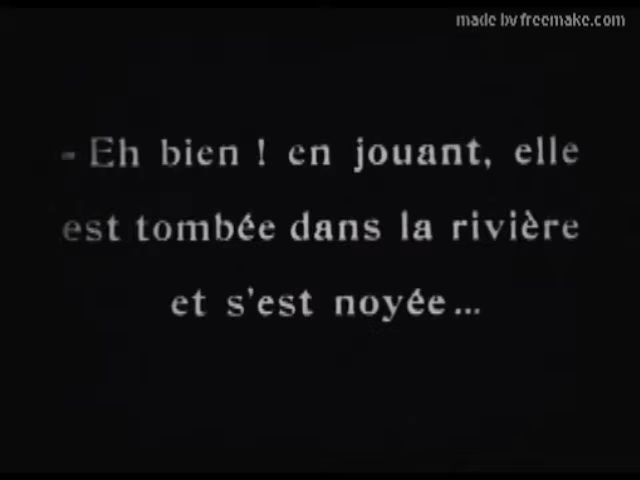 made by freemake.com
- Eh bien ! en jouant, elle
est tombée dans la rivière
et s'est noyée...